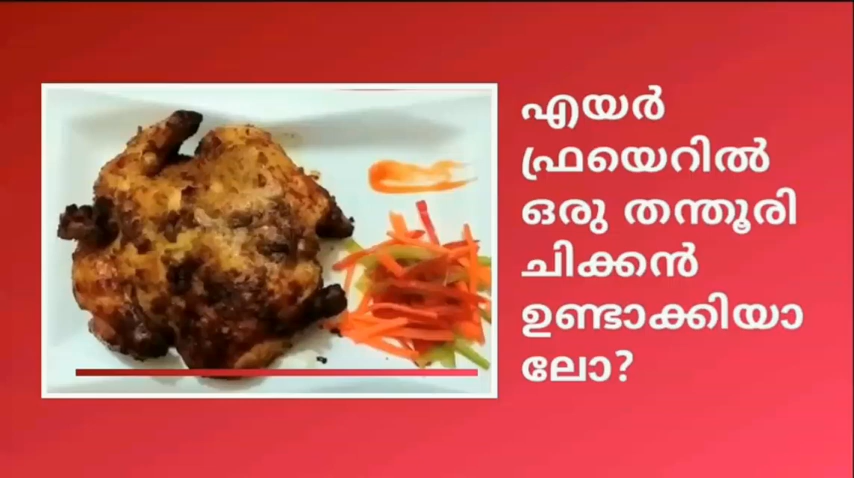 എയർ
ഫ്രയെറിൽ
ഒരു തന്തൂരി
ചിക്കൻ
ഉണ്ടാക്കിയാ
ലോ?